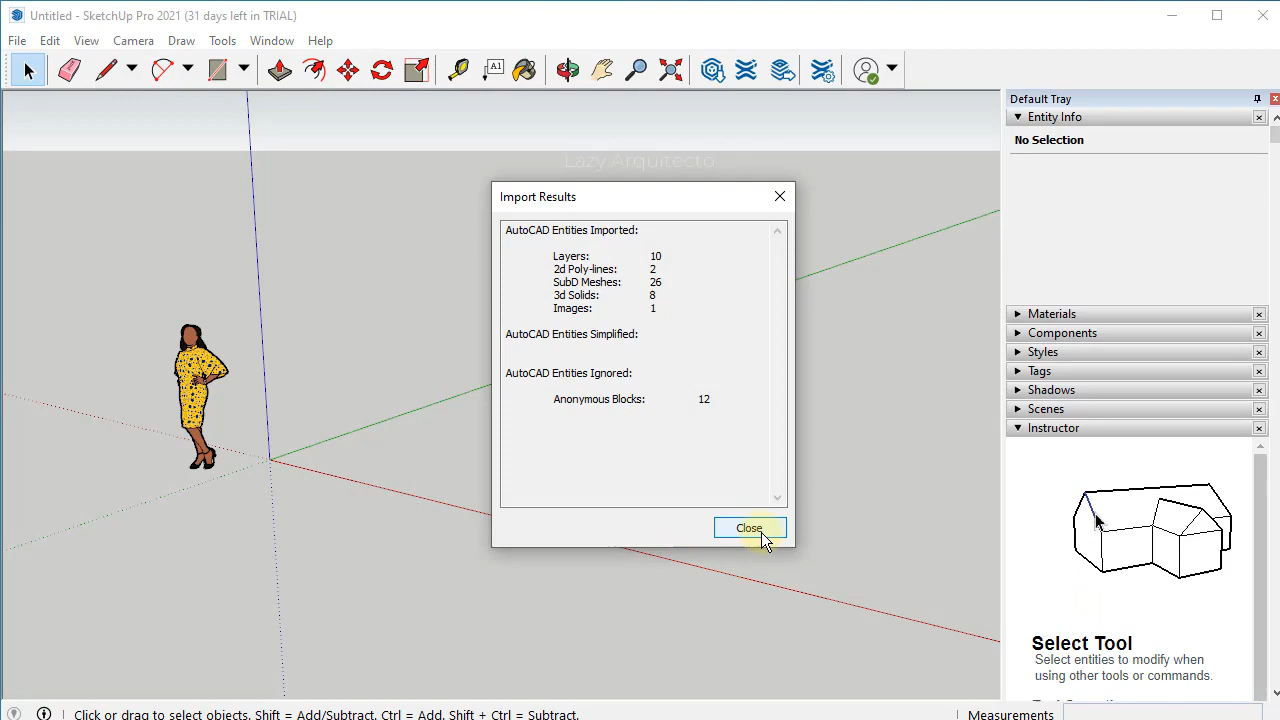 Untitled - SketchUp Pro 2021 (31 days left in TRIAL)
File Edit View Camera Draw Tools Window Help
A1
Default Tray
Entity Info
No Selection
Lazy Arquitecto
Import Results
AutoCAD Entities Imported:
Layers: 10
2d Poly-lines: 2
SubD Meshes: 26
3d Solids: 8
Images: 1
AutoCAD Entities Simplified:
AutoCAD Entities Ignored:
Anonymous Blocks: 12
Close
Materials
Components
Styles
Tags
Shadows
Scenes
Instructor
Select Tool
Select entities to modify when
using other tools or commands.
Click or drag to select objects. Shift = Add/Subtract. Ctrl = Add. Shift + Ctrl = Subtract.
Measurements